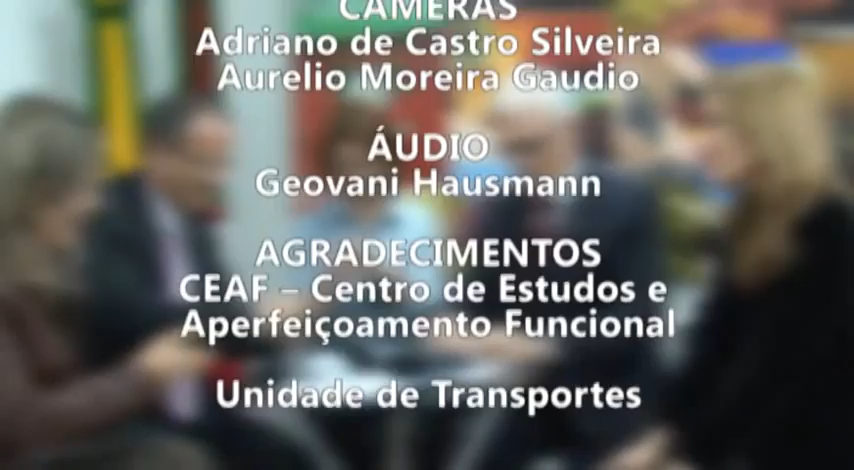 CÂMERAS
Adriano de Castro Silveira
Aurelio Moreira Gaudio
ÁUDIO
Geovani Hausmann
AGRADECIMENTOS
CEAF – Centro de Estudos e
Aperfeiçoamento Funcional
Unidade de Transportes